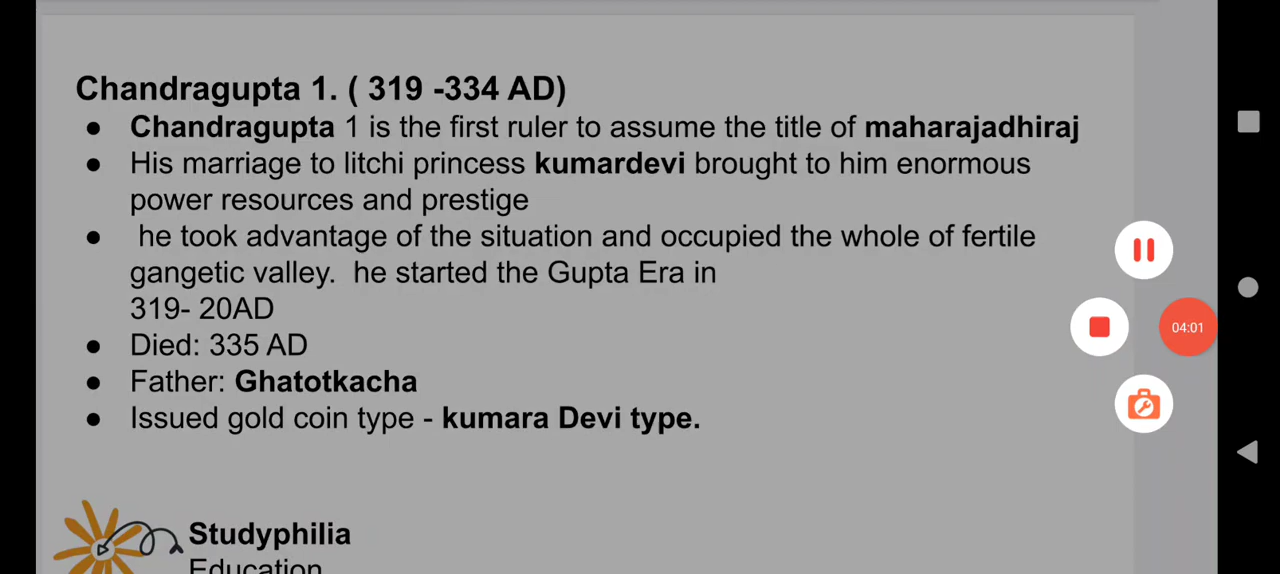 Chandragupta 1. ( 319 -334 AD)
● Chandragupta 1 is the first ruler to assume the title of maharajadhiraj
● His marriage to litchi princess kumardevi brought to him enormous
power resources and prestige
● he took advantage of the situation and occupied the whole of fertile
gangetic valley. he started the Gupta Era in
319- 20AD
● Died: 335 AD
● Father: Ghatotkacha
● Issued gold coin type - kumara Devi type.
04:01
Studyphilia
Education